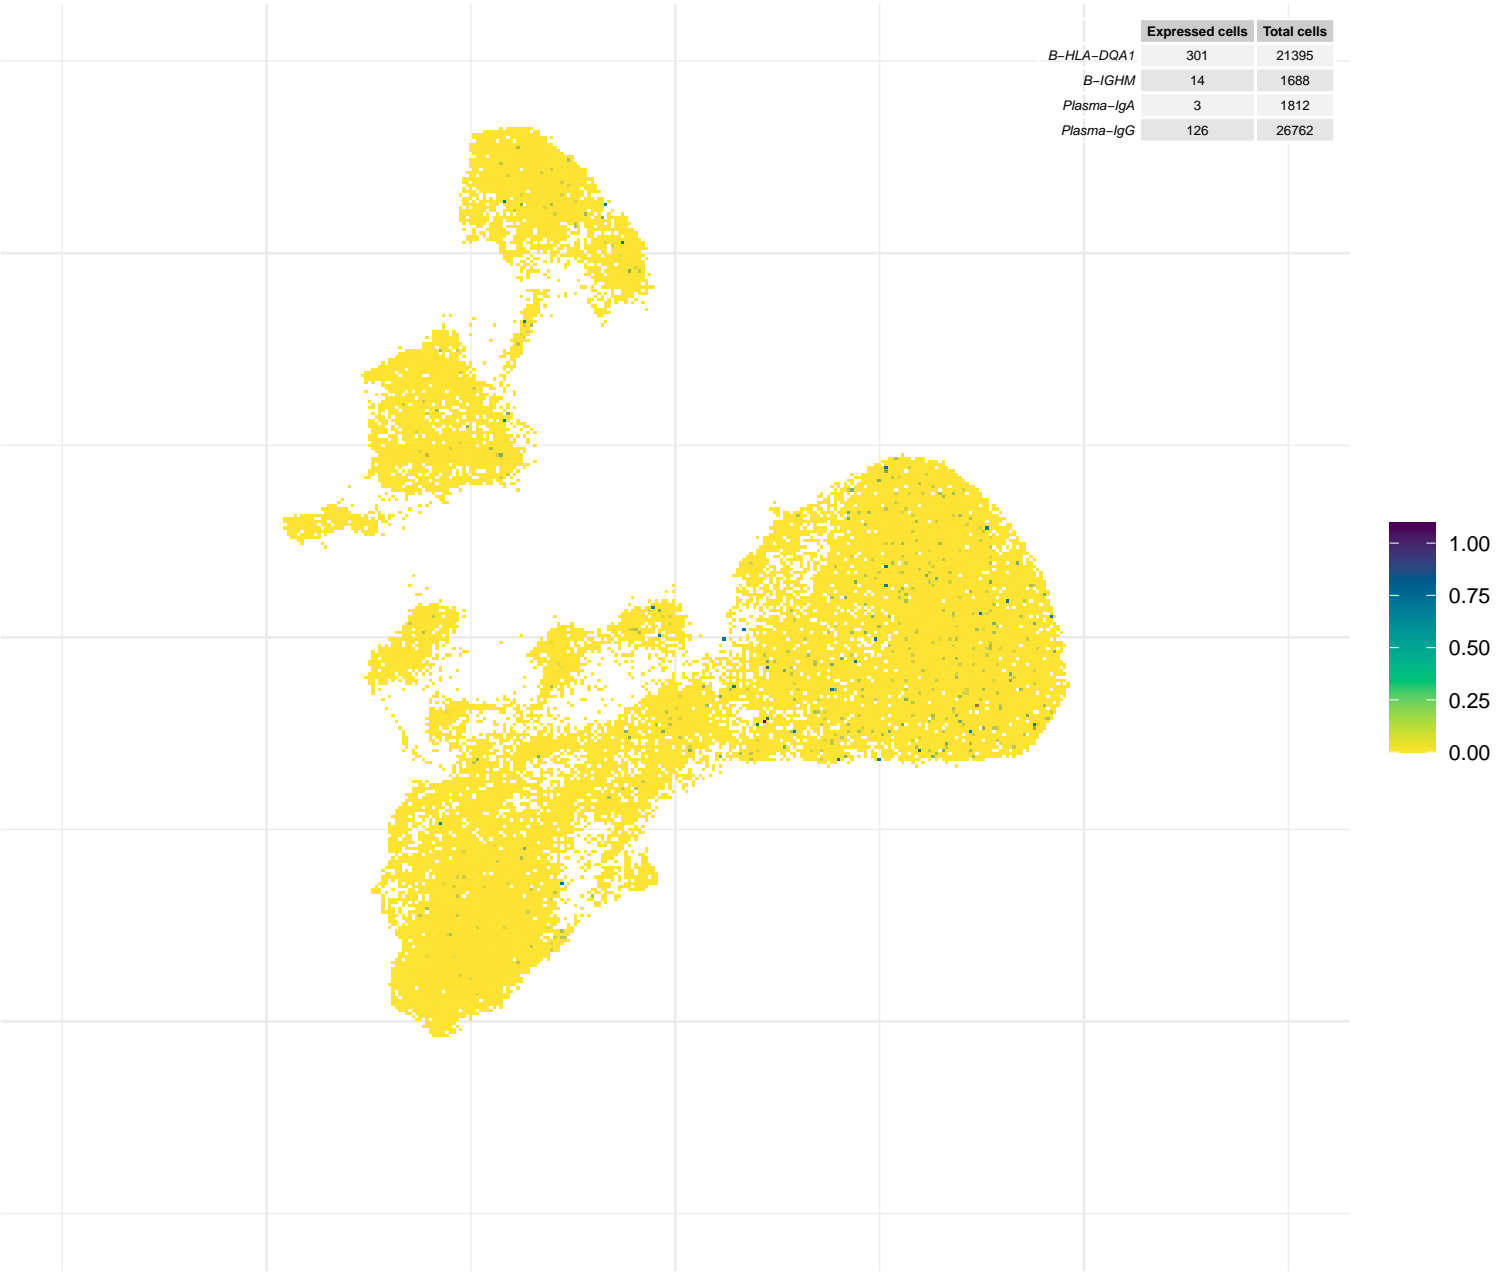 Expressed cells Total cells
B−HLA−DQA1 301 21395
B−IGHM 14 1688
Plasma−IgA 3 1812
Plasma−IgG 126 26762
1.00
0.75
0.50
0.25
0.00